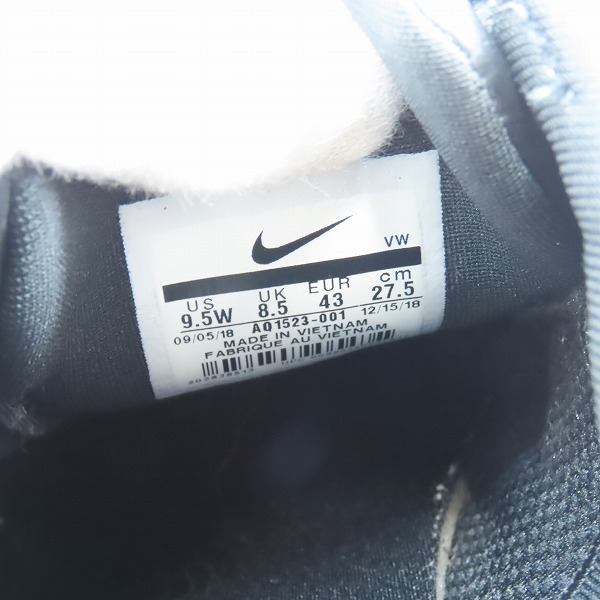 VW
US UK EUR cm
9.5W 8.5 43 27.5
09/05/18 AQ1523-001 12/15/18
MADE IN VIETNAM
FABRIQUE AU VIETNAM